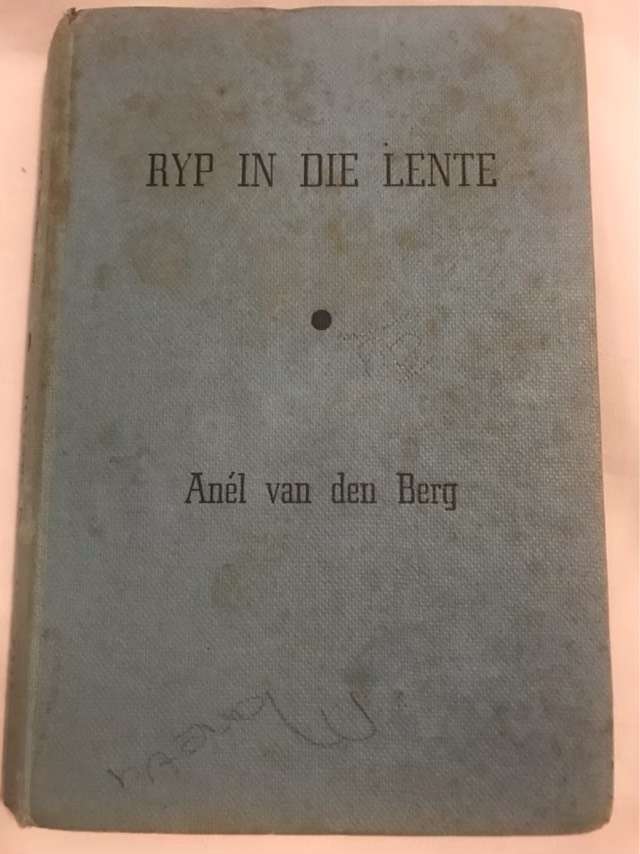 RYP IN DIE LENTE
Anél van den Berg